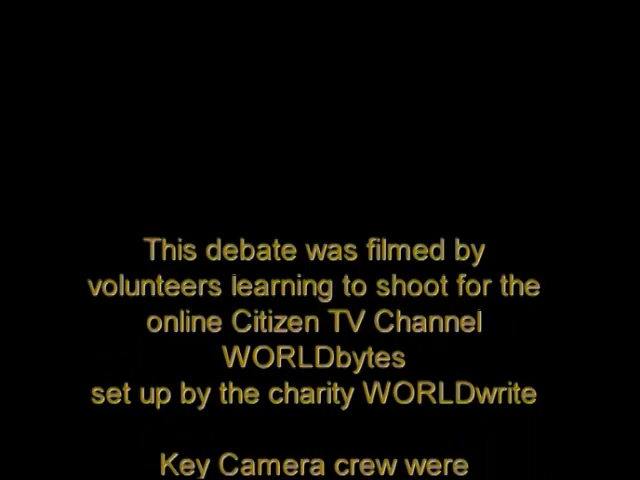 This debate was filmed by
volunteers learning to shoot for the
online Citizen TV Channel
WORLDbytes
set up by the charity WORLDwrite
Key Camera crew were